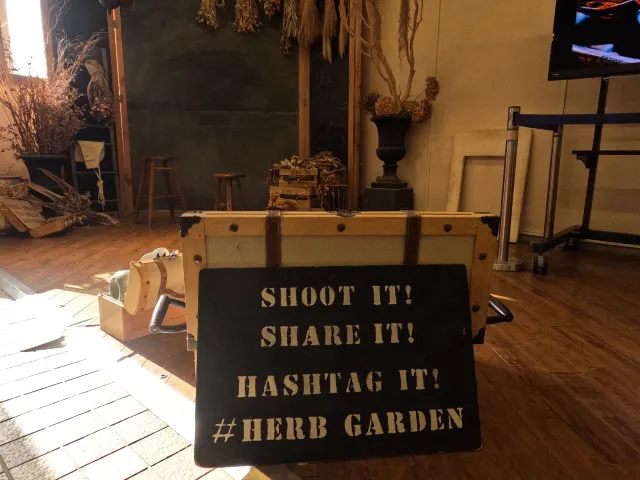 SHOOT IT!
SHARE IT!
HASHTAG IT!
#HERB GARDEN